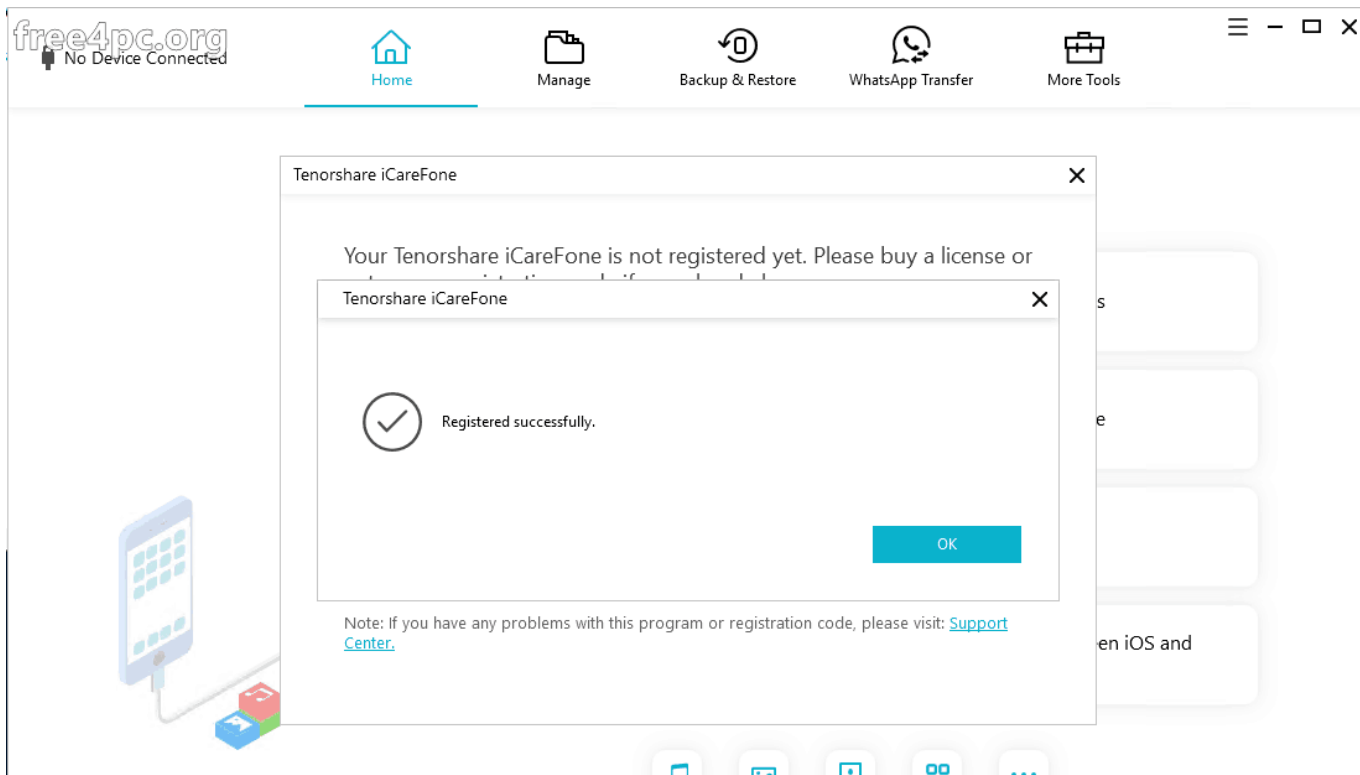 free4pc.org
No Device Connected
Home
Manage
Backup & Restore
WhatsApp Transfer
More Tools
Tenorshare iCareFone
Your Tenorshare iCareFone is not registered yet. Please buy a license or
Tenorshare iCareFone
Registered successfully.
OK
Note: If you have any problems with this program or registration code, please visit: Support
Center.
s
e
en iOS and